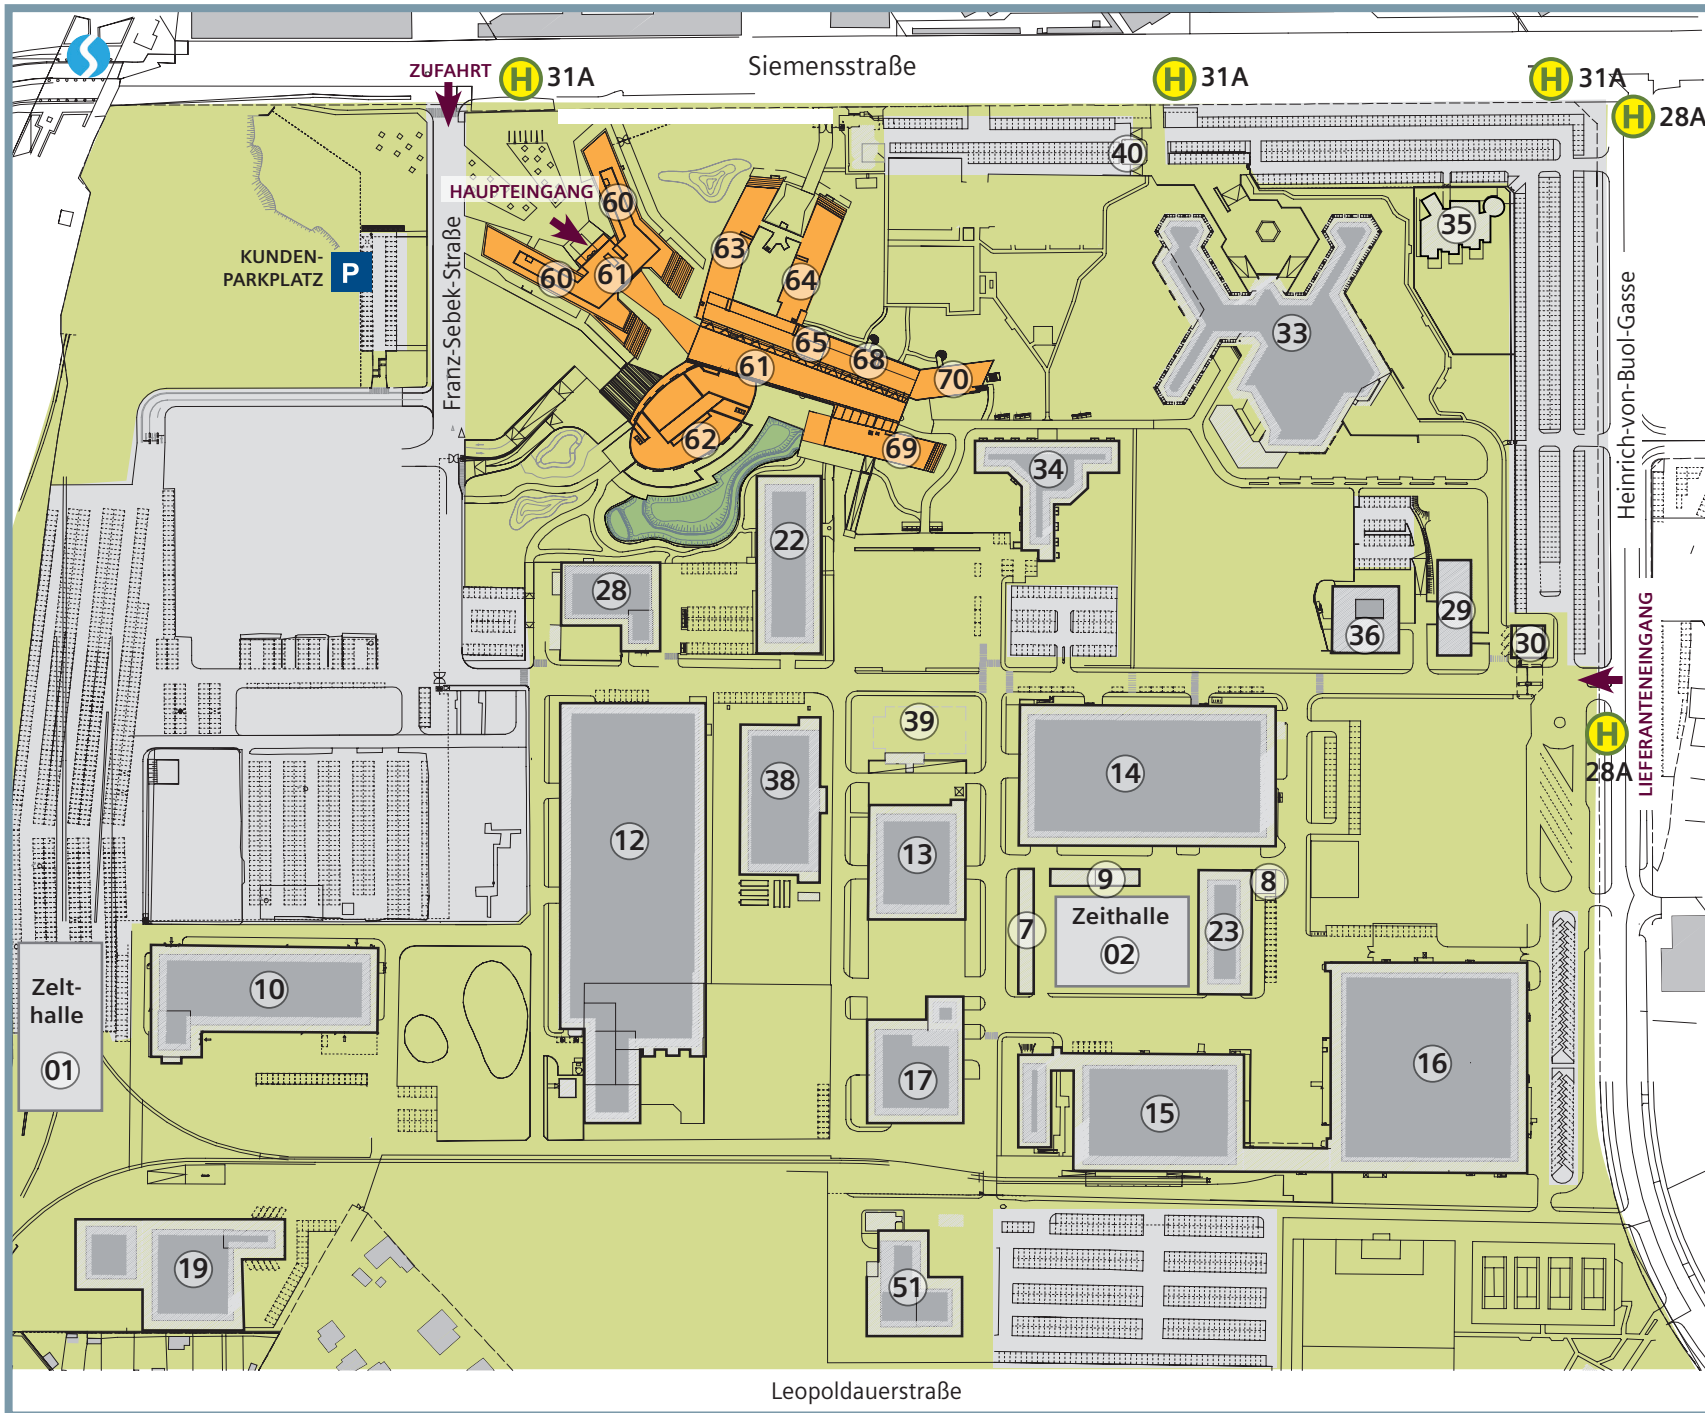 Siemensstraße
ZUFAHRT
H 31A
H 31A
H 31A
H 28A
40
HAUPTEINGANG
60
63
35
KUNDEN-
PARKPLATZ
P
Franz-Sebek-Straße
60
61
64
Heinrich-von-Buol-Gasse
65
68
33
61
70
62
69
34
22
28
36
29
30
LIEFERANTENEINGANG
39
H
28A
38
14
12
13
9
8
7
Zeithalle
02
23
Zelt-
halle
01
10
17
16
15
19
51
Leopoldauerstraße